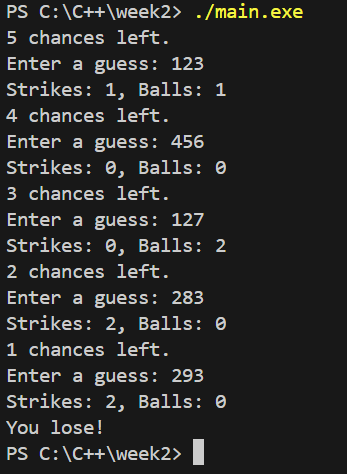 PS C:\C++\week2> ./main.exe
5 chances left.
Enter a guess: 123
Strikes: 1, Balls: 1
4 chances left.
Enter a guess: 456
Strikes: 0, Balls: 0
3 chances left.
Enter a guess: 127
Strikes: 0, Balls: 2
2 chances left.
Enter a guess: 283
Strikes: 2, Balls: 0
1 chances left.
Enter a guess: 293
Strikes: 2, Balls: 0
You lose!
PS C:\C++\week2>